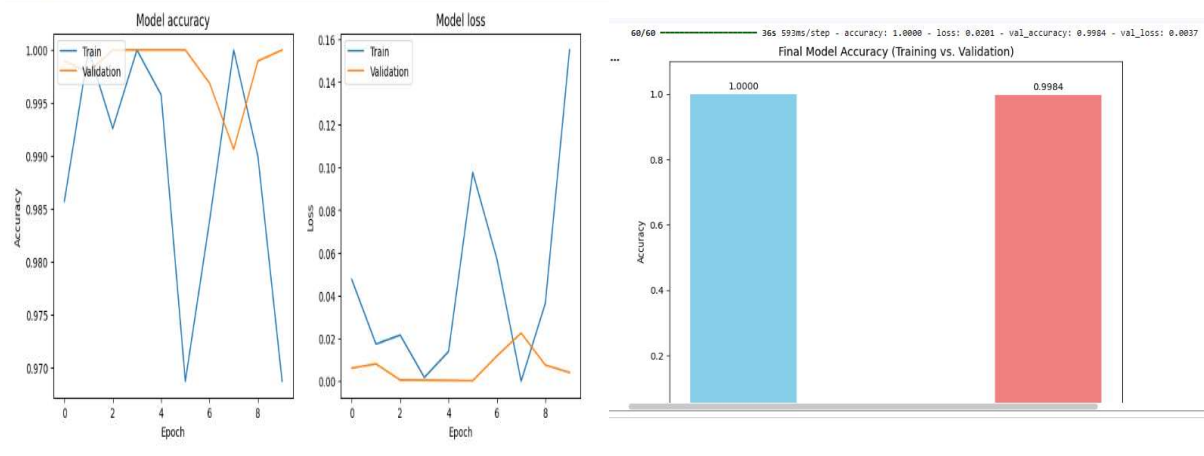 Model accuracy
Train
Validation
1.000
0.995
0.990
0.985
0.980
0.975
0.970
Accuracy
0 2 4 6 8
Epoch
Model loss
Train
Validation
0.16
0.14
0.12
0.10
0.08
0.06
0.04
0.02
0.00
Loss
0 2 4 6 8
Epoch
60/60 36s 593ms/step - accuracy: 1.0000 - loss: 0.0201 - val_accuracy: 0.9984 - val_loss: 0.0037
...
Final Model Accuracy (Training vs. Validation)
1.0000
0.9984
1.0
0.8
0.6
0.4
0.2
Accuracy